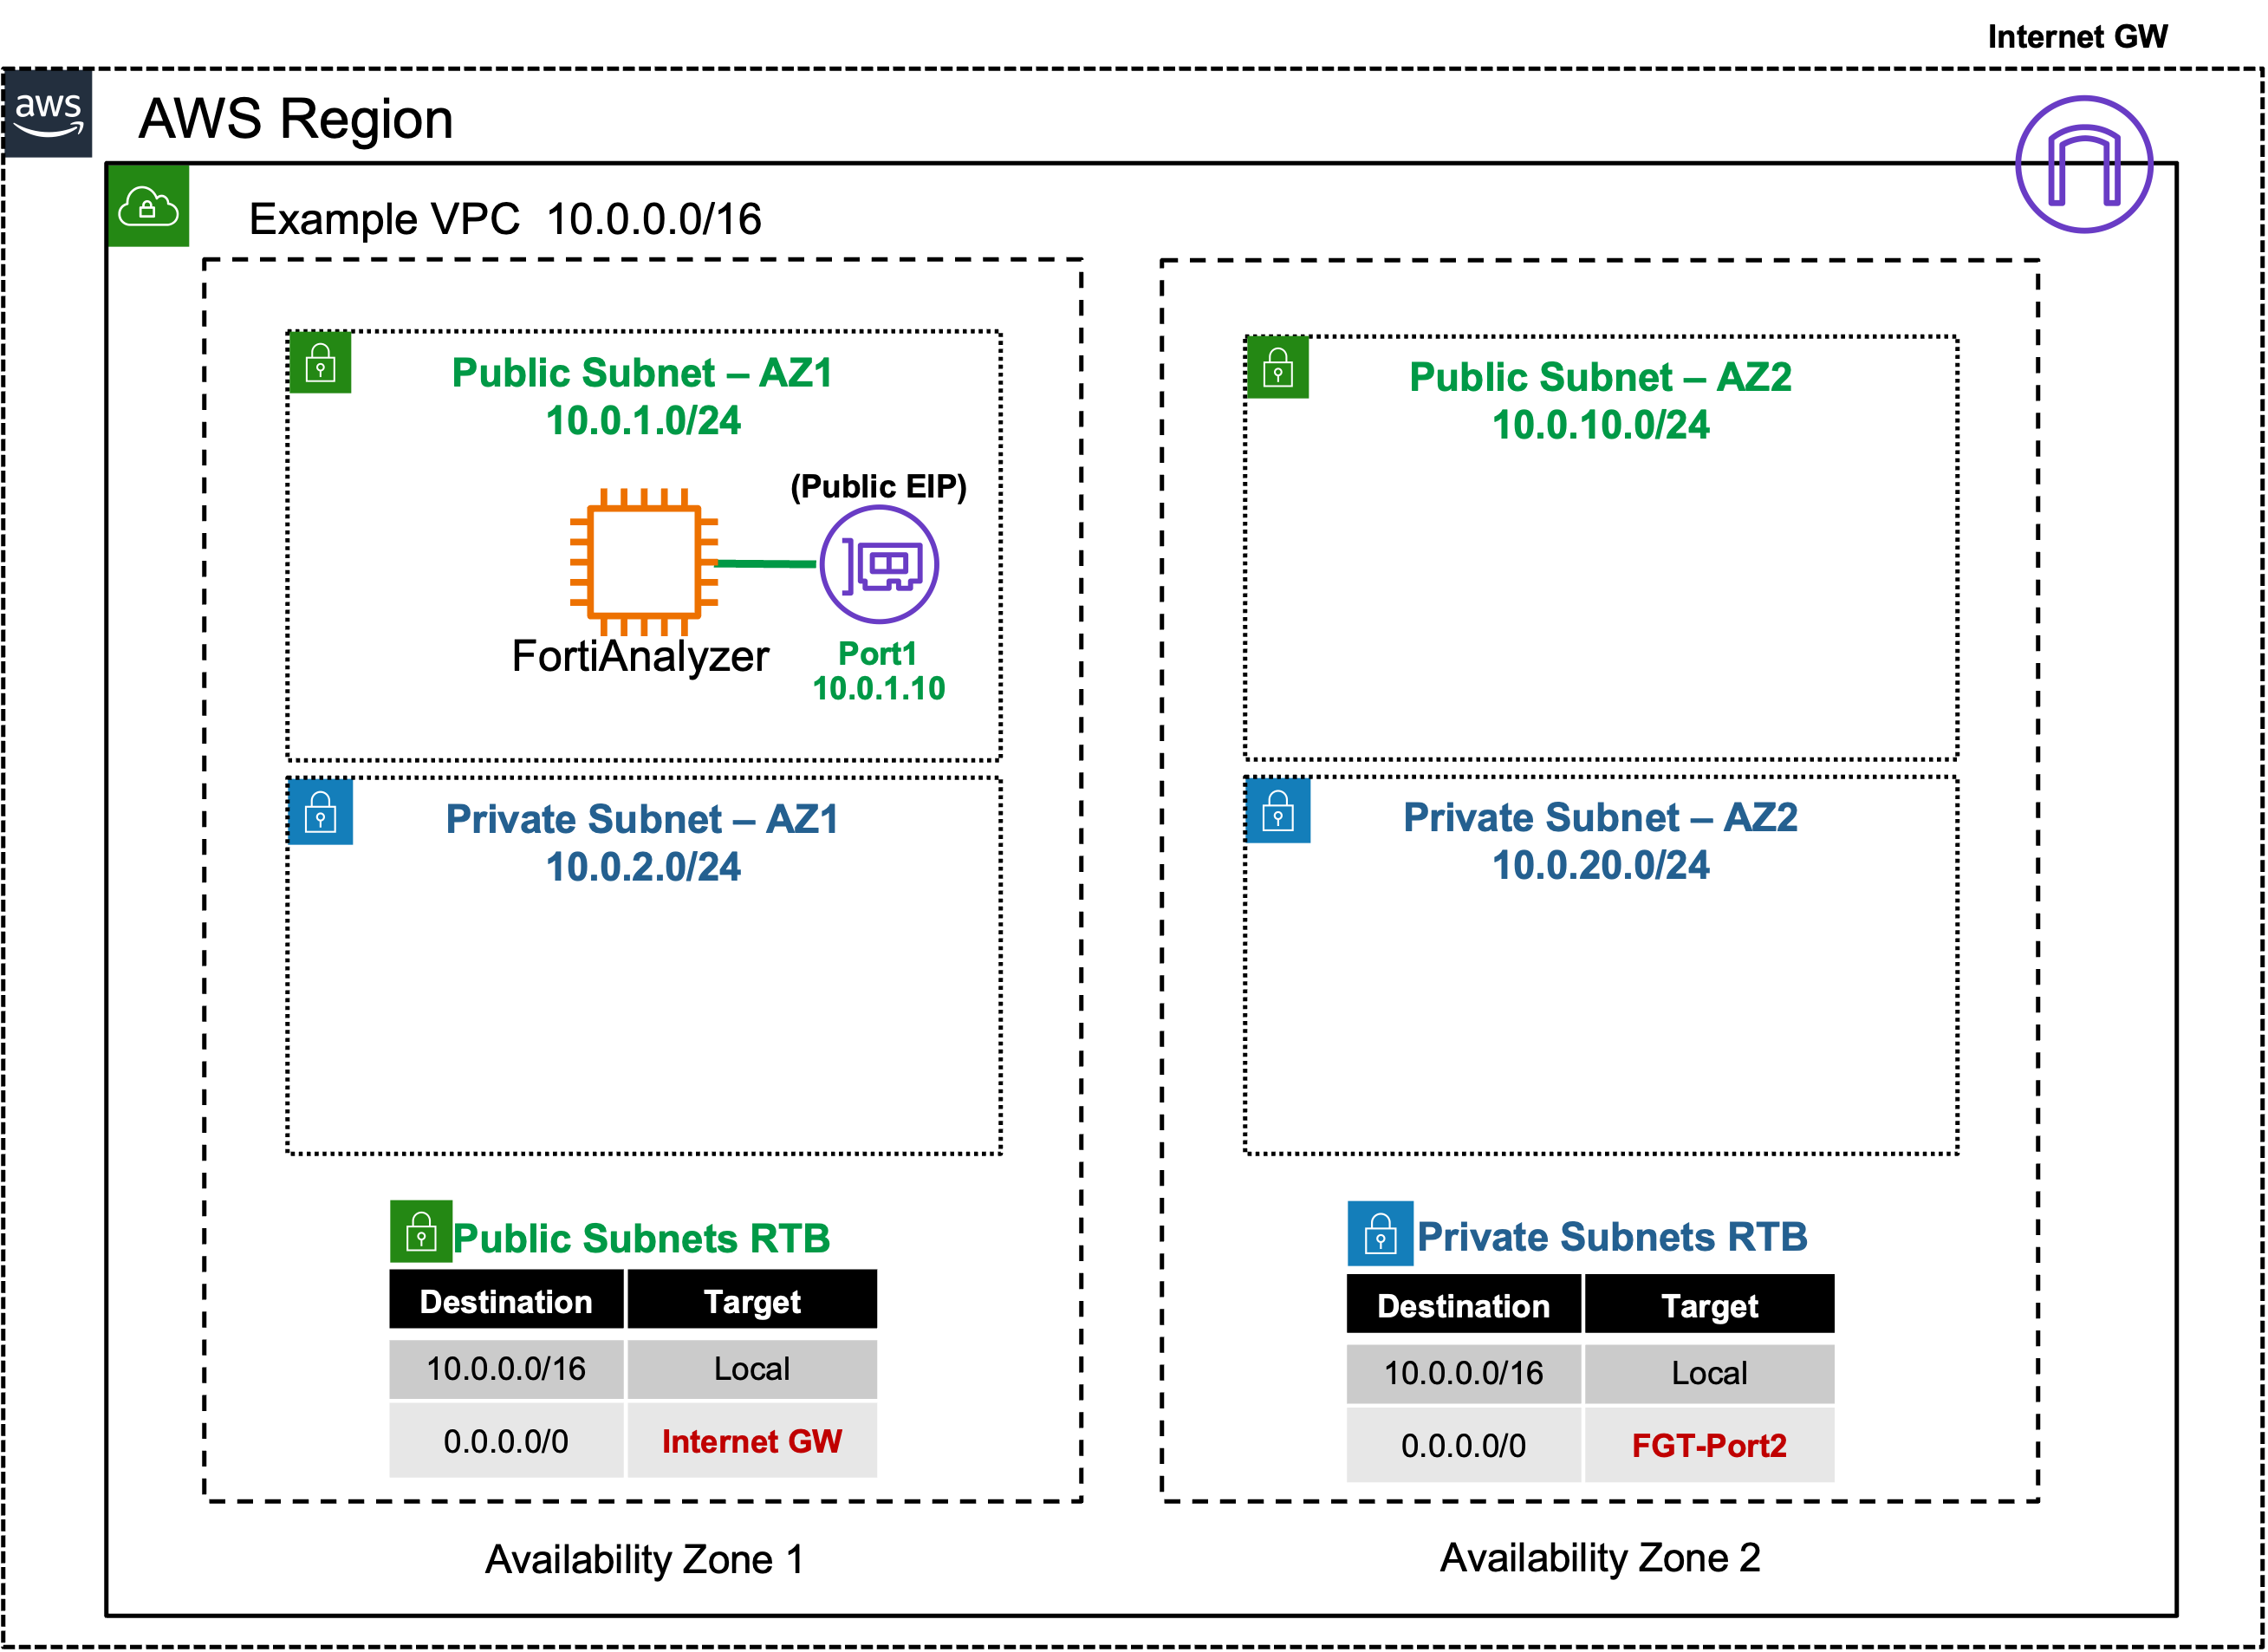 Internet GW
aws
AWS Region
Example VPC 10.0.0.0/16
Public Subnet – AZ1
10.0.1.0/24
(Public EIP)
FortiAnalyzer
Port1
10.0.1.10
Private Subnet – AZ1
10.0.2.0/24
Public Subnets RTB
Destination Target
10.0.0.0/16 Local
0.0.0.0/0 Internet GW
Availability Zone 1
Public Subnet – AZ2
10.0.10.0/24
Private Subnet – AZ2
10.0.20.0/24
Private Subnets RTB
Destination Target
10.0.0.0/16 Local
0.0.0.0/0 FGT-Port2
Availability Zone 2